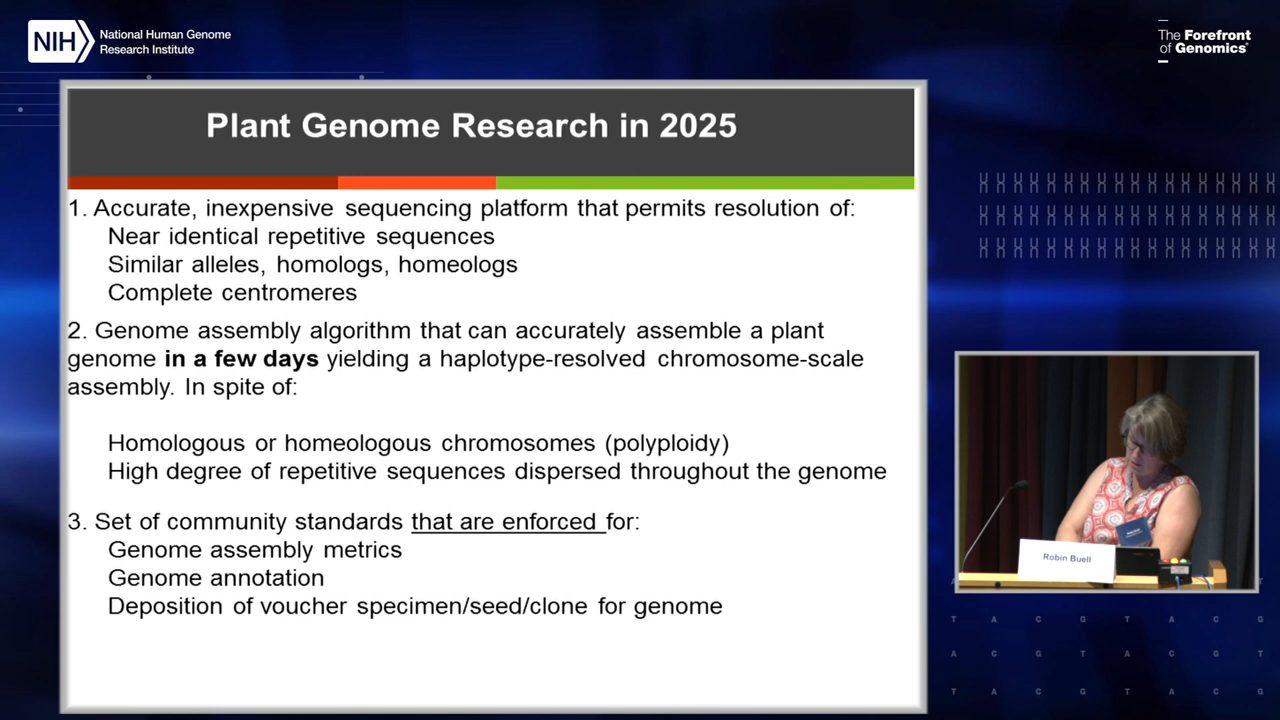 NIH
National Human Genome
Research Institute
The Forefront
of Genomics
Plant Genome Research in 2025
1. Accurate, inexpensive sequencing platform that permits resolution of:
Near identical repetitive sequences
Similar alleles, homologs, homeologs
Complete centromeres
2. Genome assembly algorithm that can accurately assemble a plant
genome in a few days yielding a haplotype-resolved chromosome-scale
assembly. In spite of:
Homologous or homeologous chromosomes (polyploidy)
High degree of repetitive sequences dispersed throughout the genome
3. Set of community standards that are enforced for:
Genome assembly metrics
Genome annotation
Deposition of voucher specimen/seed/clone for genome
Robin Buell
T A C G T A C G
A C G T A C G T
T A C G T A C G